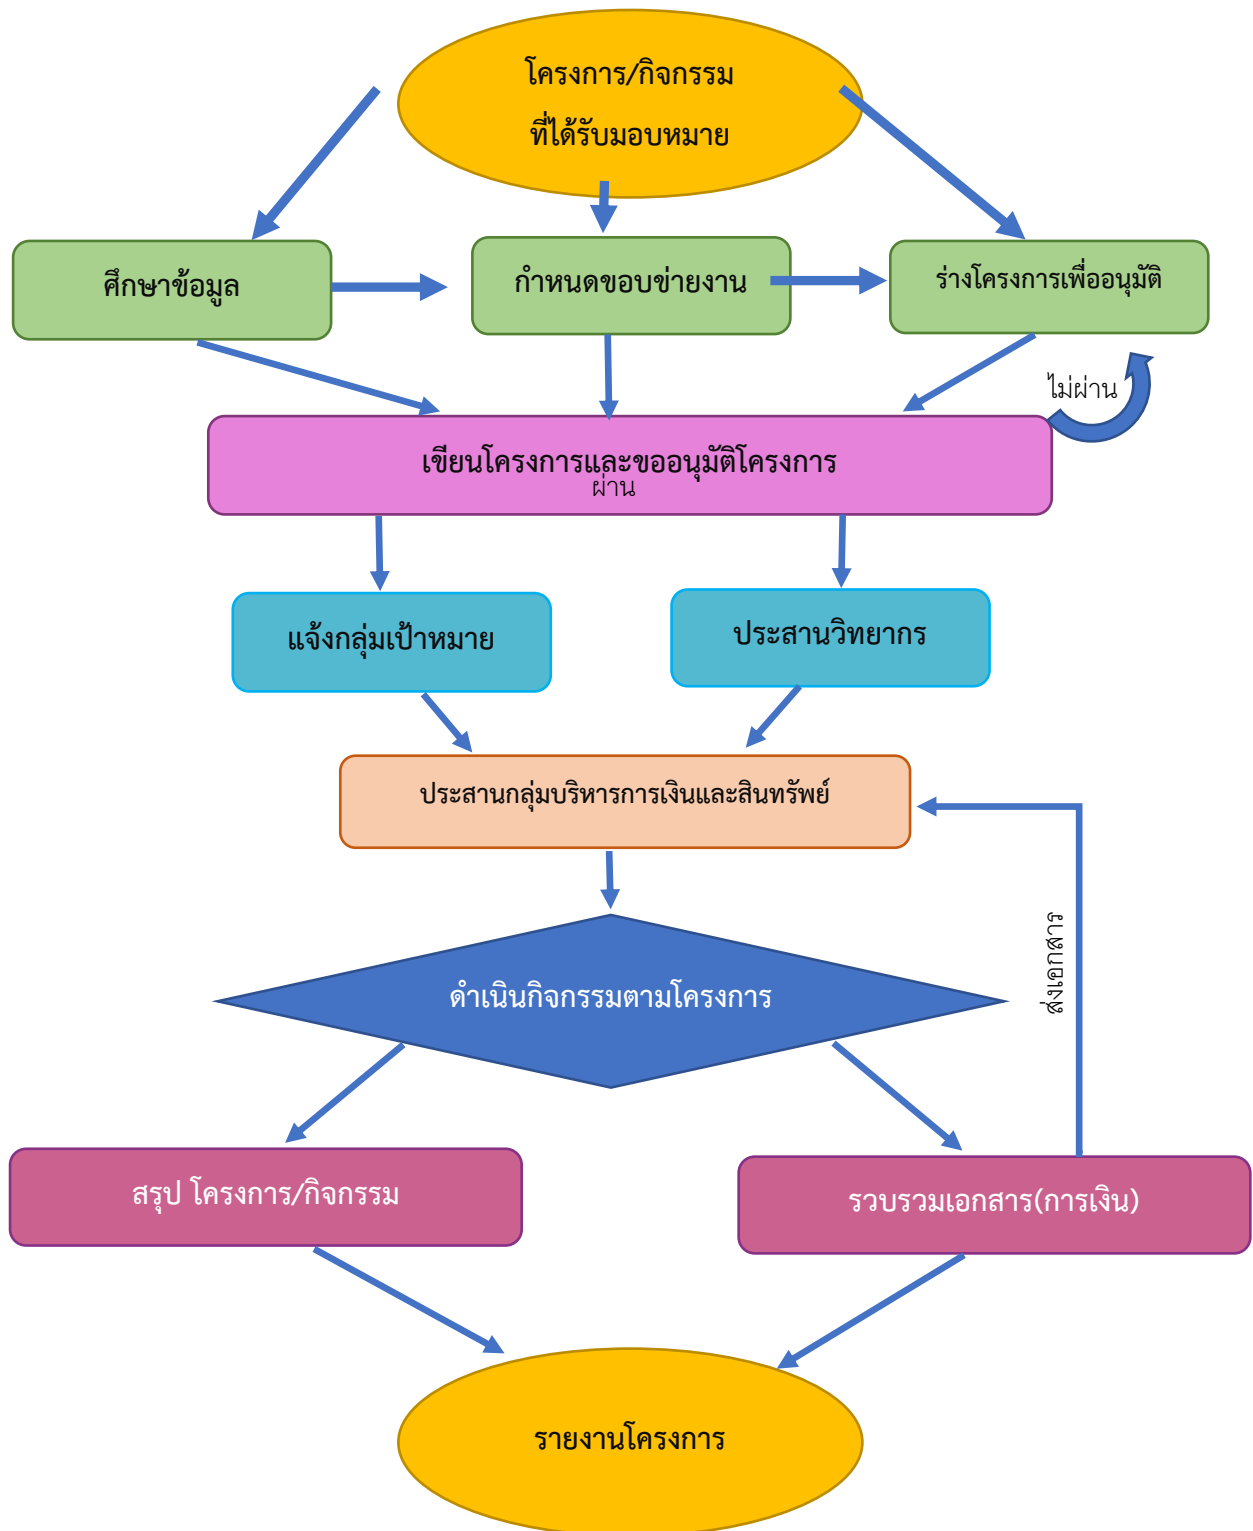 โครงการ/กิจกรรม
ที่ได้รับมอบหมาย
ศึกษาข้อมูล
กำหนดขอบข่ายงาน
ร่างโครงการเพื่ออนุมัติ
ไม่ผ่าน
เขียนโครงการและขออนุมัติโครงการ
ผ่าน
แจ้งกลุ่มเป้าหมาย
ประสานวิทยากร
ประสานกลุ่มบริหารการเงินและสินทรัพย์
ส่งเอกสาร
ดำเนินกิจกรรมตามโครงการ
สรุป โครงการ/กิจกรรม
รวบรวมเอกสาร(การเงิน)
รายงานโครงการ